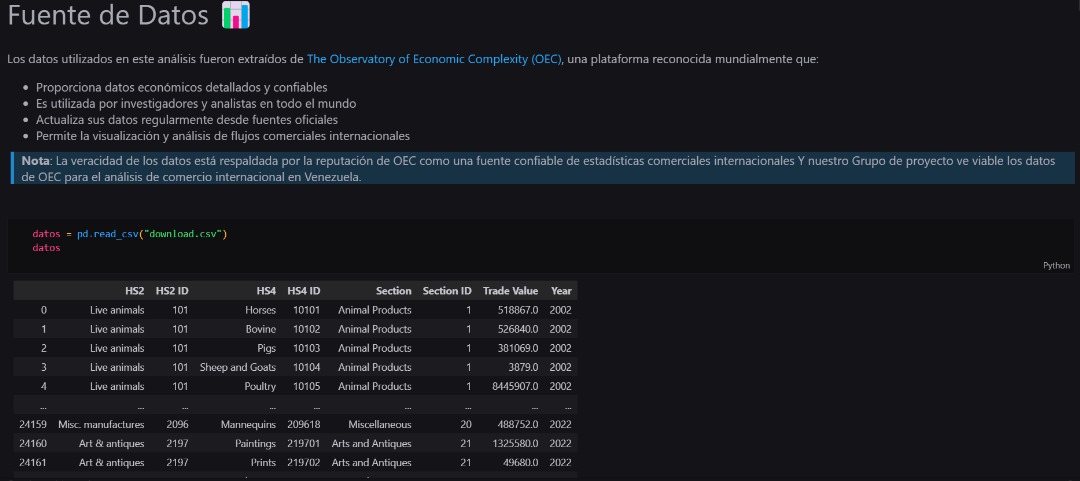 Fuente de Datos
Los datos utilizados en este análisis fueron extraídos de The Observatory of Economic Complexity (OEC), una plataforma reconocida mundialmente que:
• Proporciona datos económicos detallados y confiables
• Es utilizada por investigadores y analistas en todo el mundo
• Actualiza sus datos regularmente desde fuentes oficiales
• Permite la visualización y análisis de flujos comerciales internacionales
Nota: La veracidad de los datos está respaldada por la reputación de OEC como una fuente confiable de estadísticas comerciales internacionales Y nuestro Grupo de proyecto ve viable los datos
de OEC para el análisis de comercio internacional en Venezuela.
datos = pd.read_csv("download.csv")
datos
Python
HS2 HS2 ID HS4 HS4 ID Section Section ID Trade Value Year
0 Live animals 101 Horses 10101 Animal Products 1 518867.0 2002
1 Live animals 101 Bovine 10102 Animal Products 1 526840.0 2002
2 Live animals 101 Pigs 10103 Animal Products 1 381069.0 2002
3 Live animals 101 Sheep and Goats 10104 Animal Products 1 3879.0 2002
4 Live animals 101 Poultry 10105 Animal Products 1 8445907.0 2002
... ... ... ... ... ... ... ... ...
24159 Misc. manufactures 2096 Mannequins 209618 Miscellaneous 20 488752.0 2022
24160 Art & antiques 2197 Paintings 219701 Arts and Antiques 21 1325580.0 2022
24161 Art & antiques 2197 Prints 219702 Arts and Antiques 21 49680.0 2022